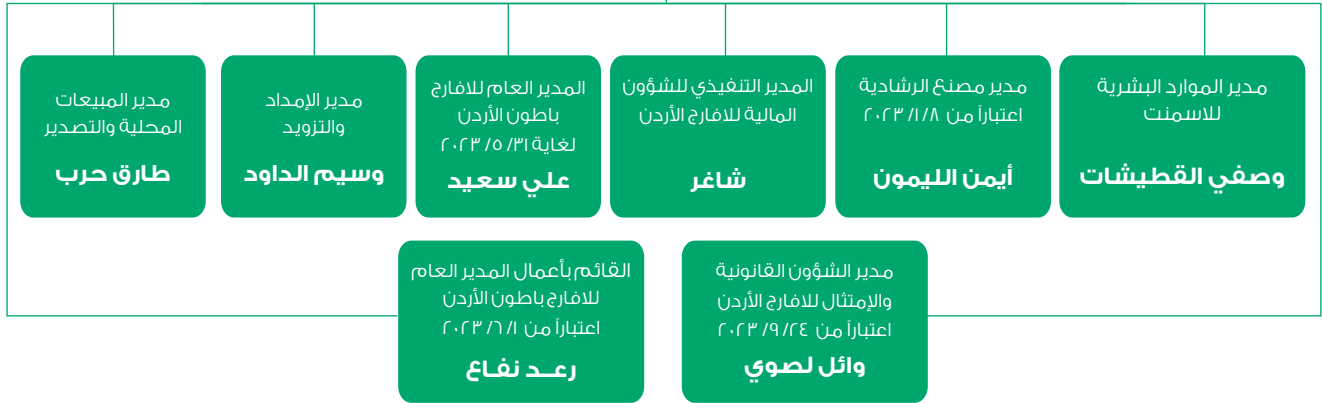 مدير الموارد البشرية
للاسمنت
وصفي القطيشات
مدير مصنع الرشادية
اعتباراً من ٢٠٢٣/١/٨
أيمن الليمون
المدير التنفيذي للشؤون
المالية للافارج الأردن
شاغر
المدير العام للافارج
باطون الأردن
لغاية ٢٠٢٣/٥/٣١
علي سعيد
مدير الإمداد
والتزويد
وسيم الداود
مدير المبيعات
المحلية والتصدير
طارق حرب
مدير الشؤون القانونية
والإمتثال للافارج الأردن
اعتباراً من ٢٠٢٣/٩/٢٤
وائل لصوي
القائم بأعمال المدير العام
للافارج باطون الأردن
اعتباراً من ٢٠٢٣/٦/١
رعــد نفـاع